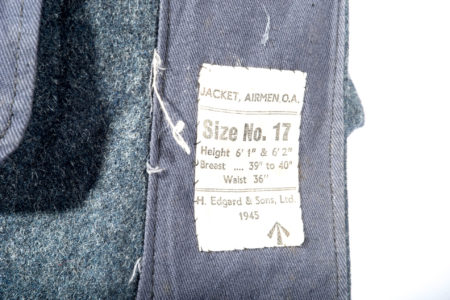 JACKET, AIRMEN O.A.
Size No. 17
Height 6' 1" & 6' 2"
Breast .... 39" to 40"
Waist 36"
H. Edgard & Sons, Ltd.
1945